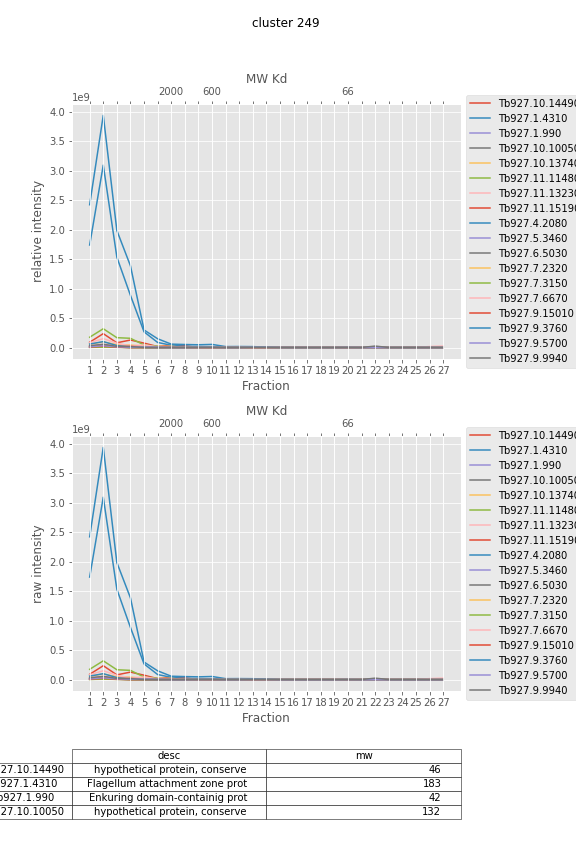 cluster 249
MW Kd
2000 600 66
1e9
4.0
3.5
3.0
2.5
2.0
1.5
1.0
0.5
0.0
relative intensity
1 2 3 4 5 6 7 8 9 10 11 12 13 14 15 16 17 18 19 20 21 22 23 24 25 26 27
Fraction
Tb927.10.14490
Tb927.1.4310
Tb927.1.990
Tb927.10.10050
Tb927.10.13740
Tb927.11.11480
Tb927.11.13230
Tb927.11.15190
Tb927.4.2080
Tb927.5.3460
Tb927.6.5030
Tb927.7.2320
Tb927.7.3150
Tb927.7.6670
Tb927.9.15010
Tb927.9.3760
Tb927.9.5700
Tb927.9.9940
MW Kd
2000 600 66
1e9
4.0
3.5
3.0
2.5
2.0
1.5
1.0
0.5
0.0
raw intensity
1 2 3 4 5 6 7 8 9 10 11 12 13 14 15 16 17 18 19 20 21 22 23 24 25 26 27
Fraction
Tb927.10.14490
Tb927.1.4310
Tb927.1.990
Tb927.10.10050
Tb927.10.13740
Tb927.11.11480
Tb927.11.13230
Tb927.11.15190
Tb927.4.2080
Tb927.5.3460
Tb927.6.5030
Tb927.7.2320
Tb927.7.3150
Tb927.7.6670
Tb927.9.15010
Tb927.9.3760
Tb927.9.5700
Tb927.9.9940
desc mw
27.10.14490 hypothetical protein, conserve 46
927.1.4310 Flagellum attachment zone prot 183
b927.1.990 Enkuring domain-containig prot 42
27.10.10050 hypothetical protein, conserve 132